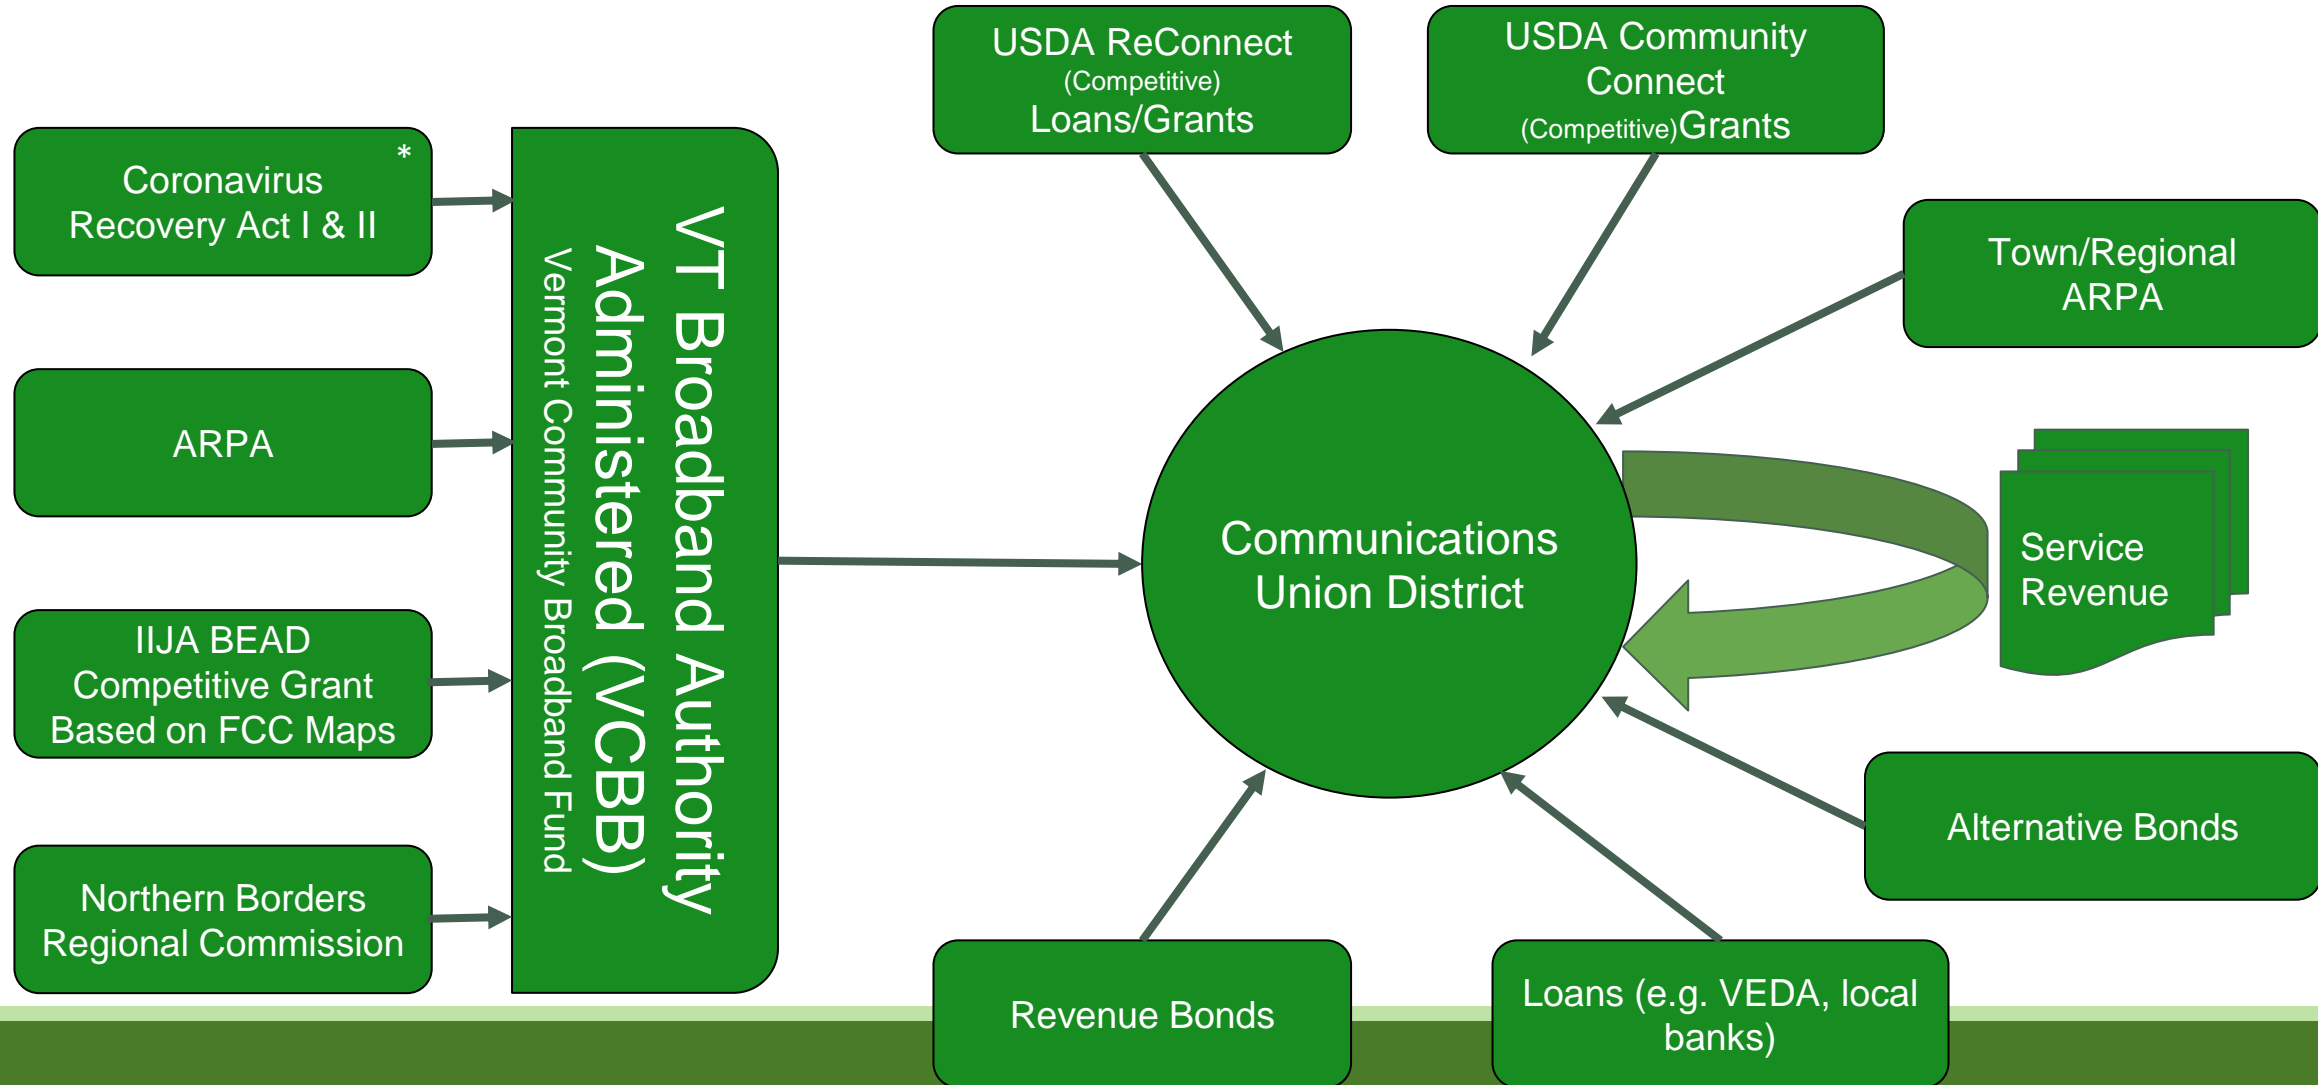 USDA ReConnect
(Competitive)
Loans/Grants
USDA Community
Connect
(Competitive)Grants
*
Coronavirus
Recovery Act I & II
ARPA
IIJA BEAD
Competitive Grant
Based on FCC Maps
Northern Borders
Regional Commission
VT Broadband Authority
Administered (VCBB)
Vermont Community Broadband Fund
Town/Regional
ARPA
Communications
Union District
Service
Revenue
Alternative Bonds
Revenue Bonds
Loans (e.g. VEDA, local
banks)